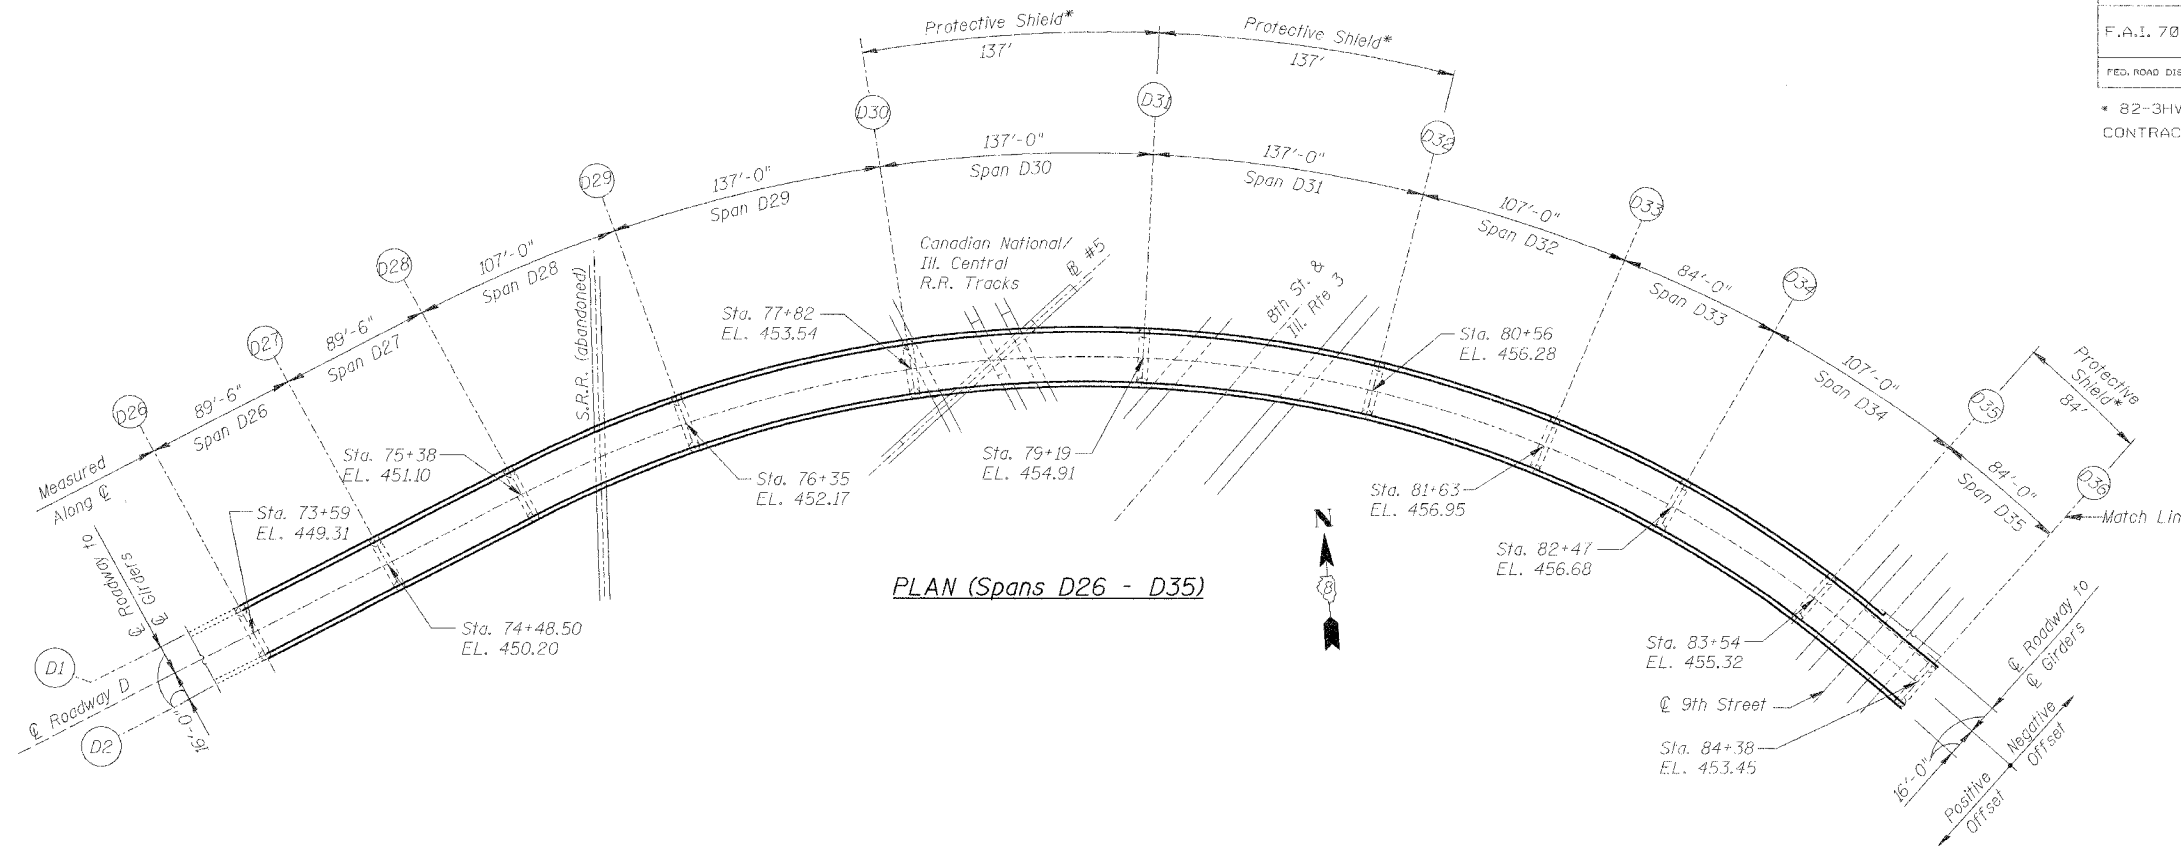 Protective Shield*
137'
Protective Shield*
137'
F.A.I. 70
FED. ROAD DIS
* 82-3HV
CONTRAC
D30
D31
D32
137'-0"
Span D30
137'-0"
Span D31
D29
137'-0"
Span D29
107'-0"
Span D32
D33
D28
107'-0"
Span D28
84'-0"
Span D33
D34
D27
89'-6"
Span D27
107'-0"
Span D34
D35
Protective
Shield*
84'
D26
89'-6"
Span D26
84'-0"
Span D35
D36
Match Lin
Measured
Along ℄
S.R.R. (abandoned)
Canadian National/
Ill. Central
R.R. Tracks
#5
8th St. &
Ill. Rte 3
Sta. 77+82
EL. 453.54
Sta. 80+56
EL. 456.28
Sta. 75+38
EL. 451.10
Sta. 76+35
EL. 452.17
Sta. 79+19
EL. 454.91
Sta. 81+63
EL. 456.95
Sta. 73+59
EL. 449.31
Sta. 82+47
EL. 456.68
N
8
PLAN (Spans D26 - D35)
Sta. 74+48.50
EL. 450.20
Sta. 83+54
EL. 455.32
℄ 9th Street
Sta. 84+38
EL. 453.45
℄ Roadway to
℄ Girders
D1
℄ Roadway D
D2
16'-0"
℄ Roadway to
℄ Girders
16'-0"
Negative
Offset
Positive
Offset